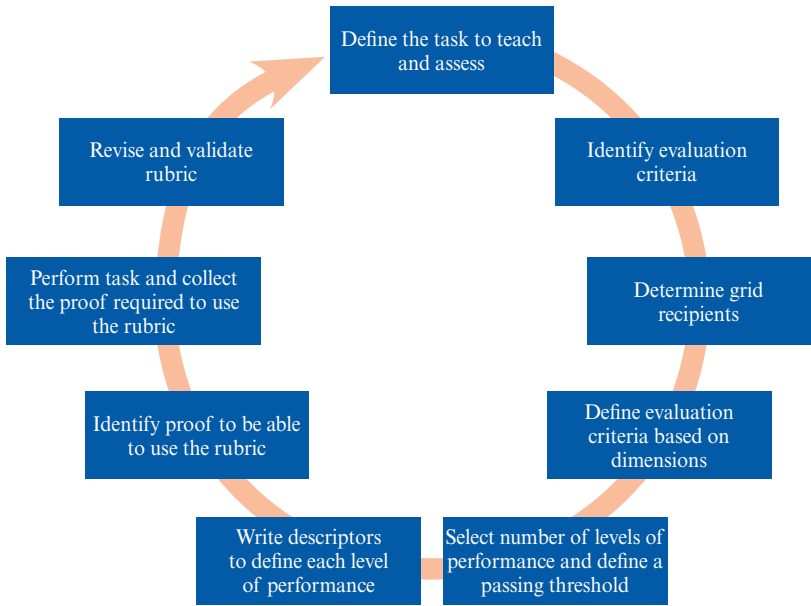 Define the task to teach
and assess
Identify evaluation
criteria
Determine grid
recipients
Define evaluation
criteria based on
dimensions
Select number of levels of
performance and define a
passing threshold
Write descriptors
to define each level
of performance
Identify proof to be able
to use the rubric
Perform task and collect
the proof required to use
the rubric
Revise and validate
rubric